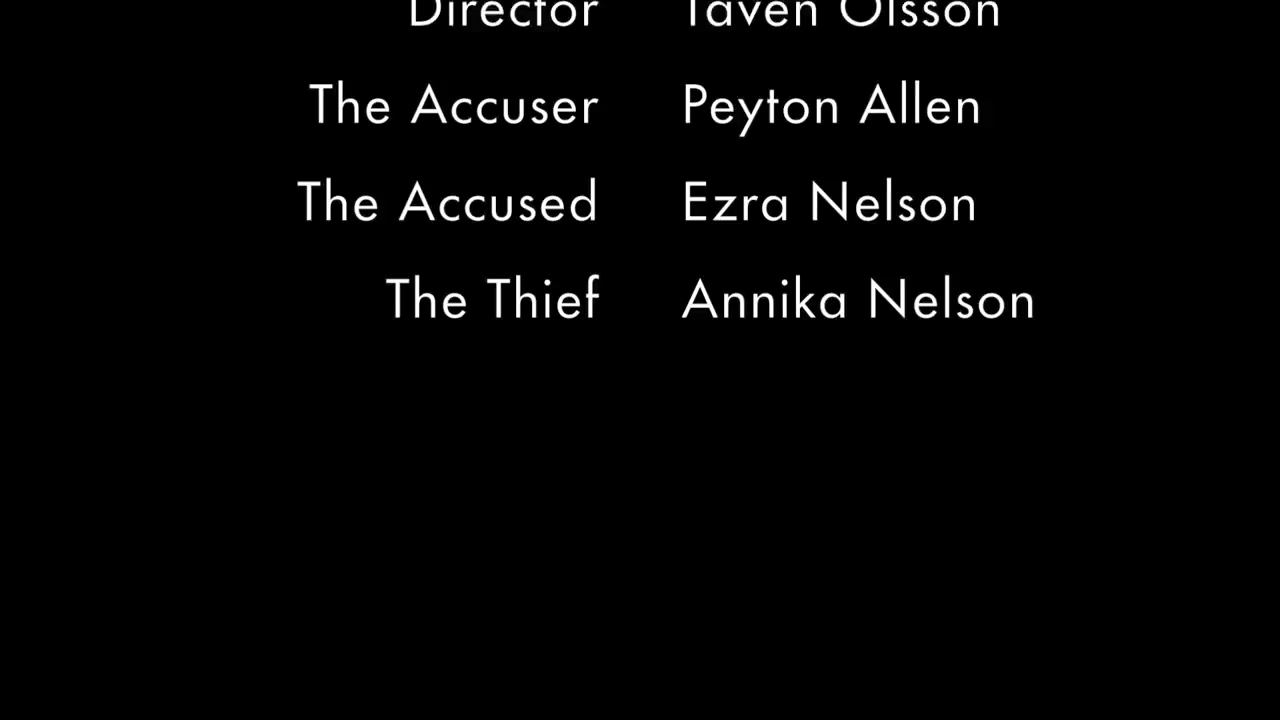 Director Taven Olsson
The Accuser Peyton Allen
The Accused Ezra Nelson
The Thief Annika Nelson